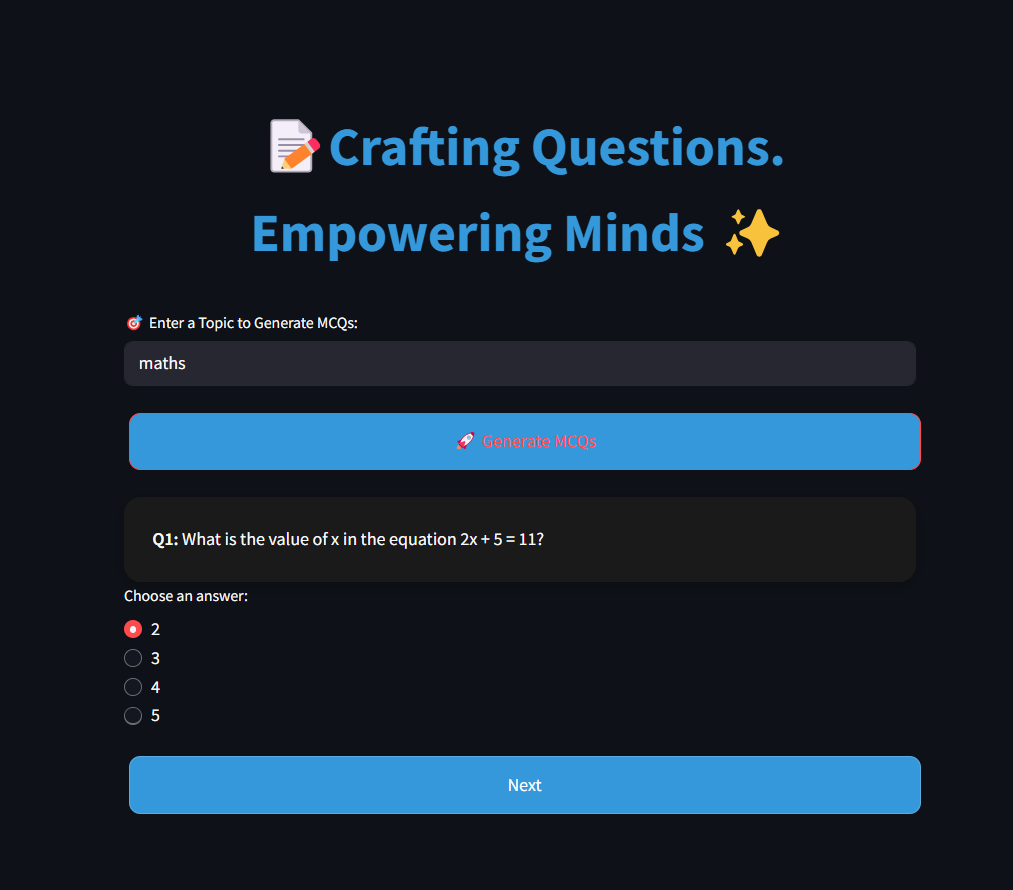 📝Crafting Questions.
Empowering Minds ✨
🎯 Enter a Topic to Generate MCQs:
maths
🚀 Generate MCQs
Q1: What is the value of x in the equation 2x + 5 = 11?
Choose an answer:
2
3
4
5
Next